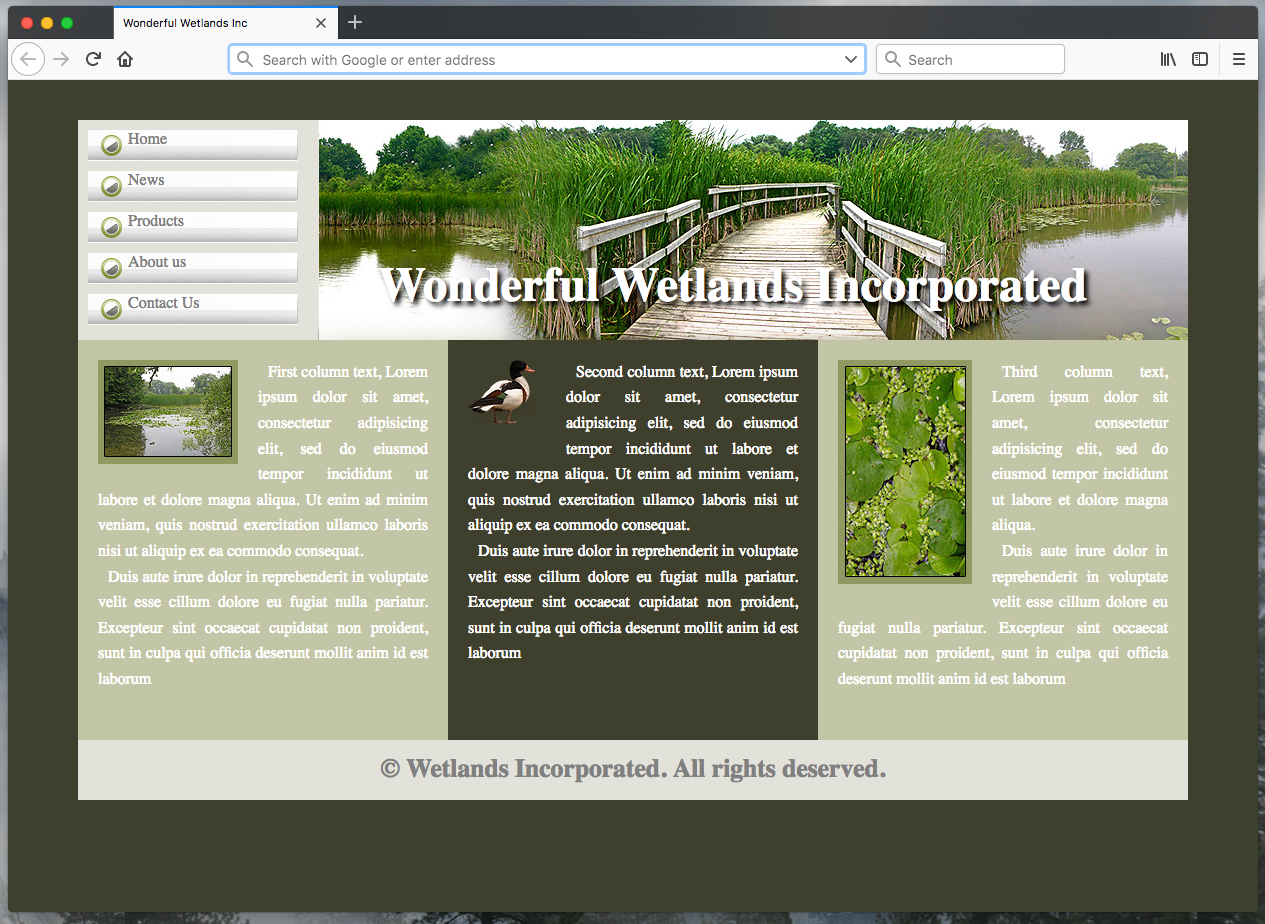 Wonderful Wetlands Inc
Search with Google or enter address
Search
Home
News
Products
About us
Contact Us
Wonderful Wetlands Incorporated
First column text, Lorem
ipsum dolor sit amet,
consectetur adipisicing
elit, sed do eiusmod
tempor incididunt ut
labore et dolore magna aliqua. Ut enim ad minim
veniam, quis nostrud exercitation ullamco laboris
nisi ut aliquip ex ea commodo consequat.
Duis aute irure dolor in reprehenderit in voluptate
velit esse cillum dolore eu fugiat nulla pariatur.
Excepteur sint occaecat cupidatat non proident,
sunt in culpa qui officia deserunt mollit anim id est
laborum
Second column text, Lorem ipsum
dolor sit amet, consectetur
adipisicing elit, sed do eiusmod
tempor incididunt ut labore et
dolore magna aliqua. Ut enim ad minim veniam,
quis nostrud exercitation ullamco laboris nisi ut
aliquip ex ea commodo consequat.
Duis aute irure dolor in reprehenderit in voluptate
velit esse cillum dolore eu fugiat nulla pariatur.
Excepteur sint occaecat cupidatat non proident,
sunt in culpa qui officia deserunt mollit anim id est
laborum
Third column text,
Lorem ipsum dolor sit
amet, consectetur
adipisicing elit, sed do
eiusmod tempor incididunt
ut labore et dolore magna
aliqua.
Duis aute irure dolor in
reprehenderit in voluptate
velit esse cillum dolore eu
fugiat nulla pariatur. Excepteur sint occaecat
cupidatat non proident, sunt in culpa qui officia
deserunt mollit anim id est laborum
© Wetlands Incorporated. All rights deserved.